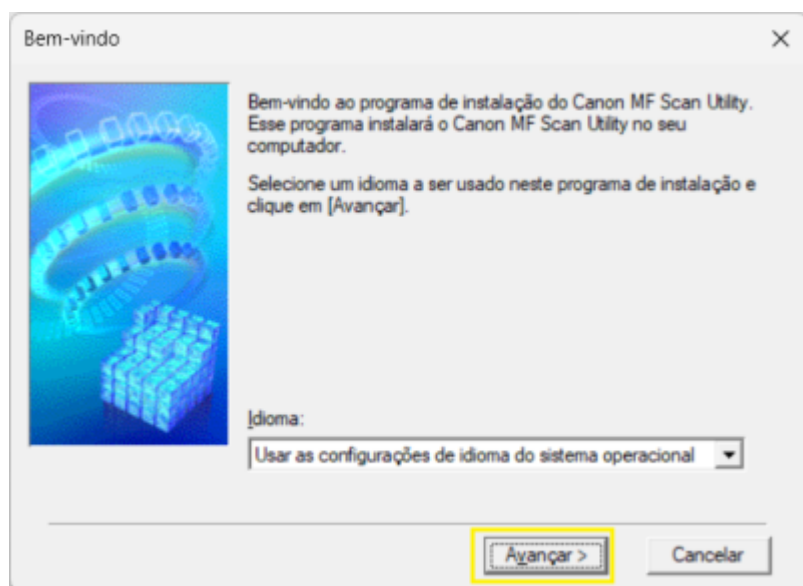 Bem-vindo
Bem-vindo ao programa de instalação do Canon MF Scan Utility.
Esse programa instalará o Canon MF Scan Utility no seu
computador.
Selecione um idioma a ser usado neste programa de instalação e
clique em [Avançar].
Idioma:
Usar as configurações de idioma do sistema operacional
Avançar >
Cancelar